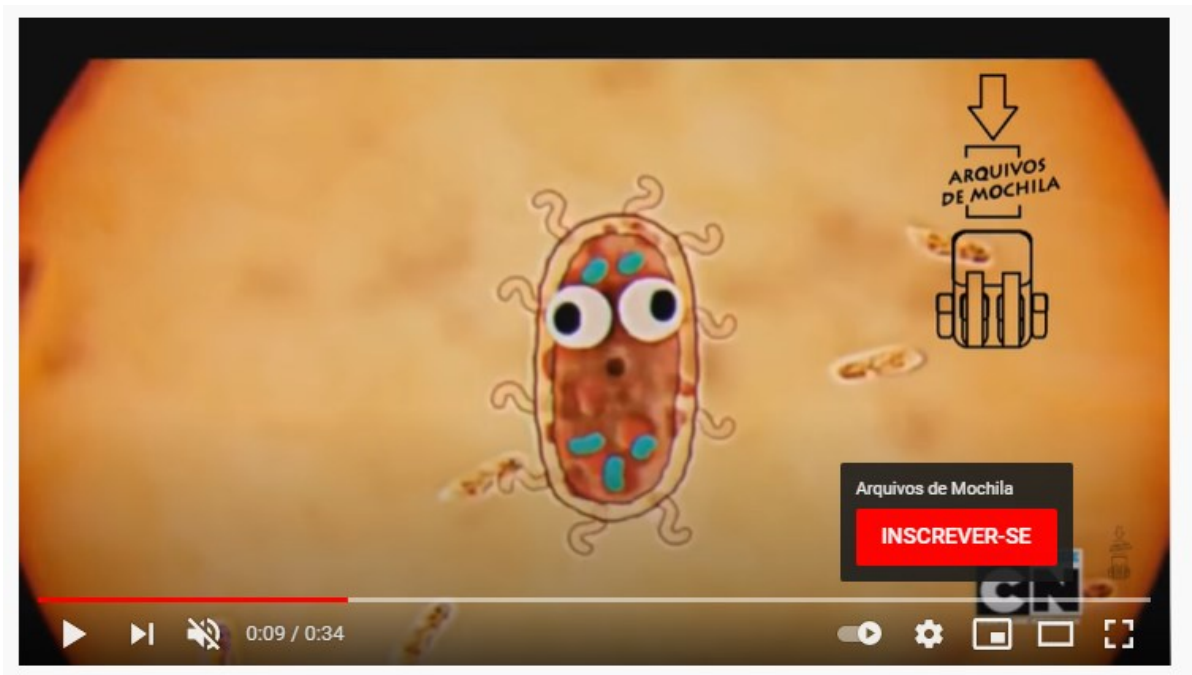 ARQUIVOS
DE MOCHILA
Arquivos de Mochila
INSCREVER-SE
CN
0:09 / 0:34